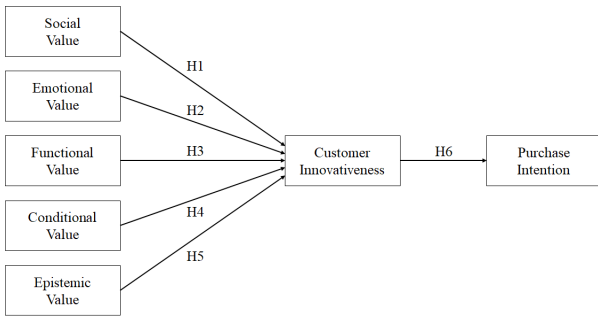 Social
Value
H1
Emotional
Value
H2
Functional
Value
H3
Customer
Innovativeness
H6
Purchase
Intention
Conditional
Value
H4
H5
Epistemic
Value